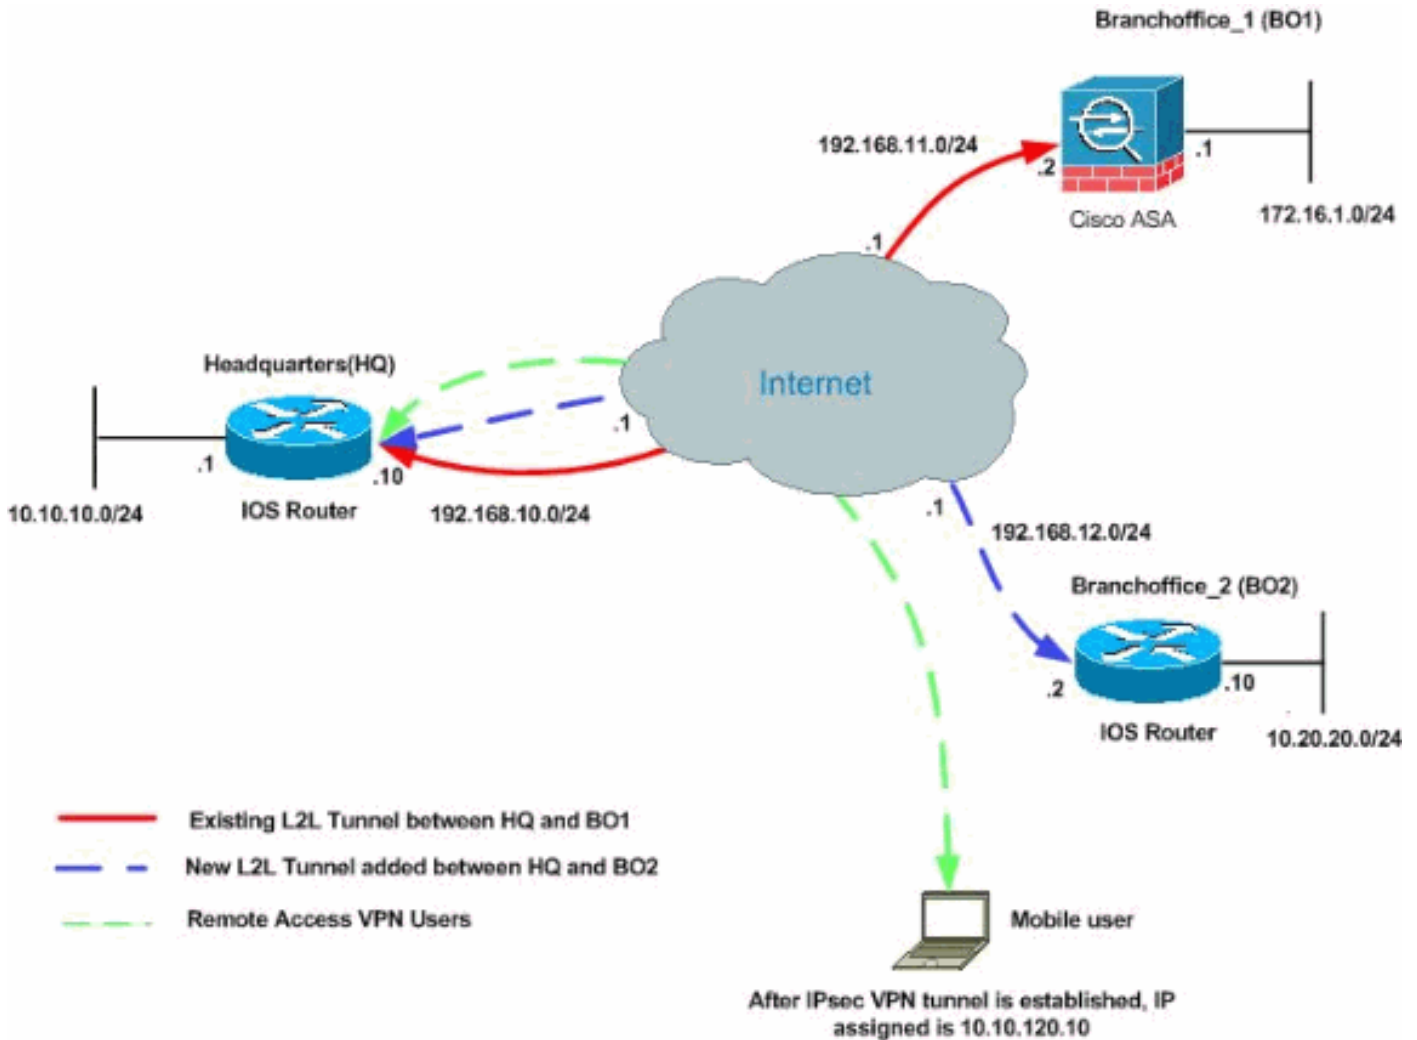 Branchoffice_1 (BO1)
192.168.11.0/24
.2
.1
Cisco ASA
172.16.1.0/24
.1
Headquarters(HQ)
Internet
.1
.1
.10
10.10.10.0/24
IOS Router
192.168.10.0/24
.1
192.168.12.0/24
Branchoffice_2 (BO2)
.2
.10
IOS Router
10.20.20.0/24
Existing L2L Tunnel between HQ and BO1
New L2L Tunnel added between HQ and BO2
Remote Access VPN Users
Mobile user
After IPsec VPN tunnel is established, IP
assigned is 10.10.120.10